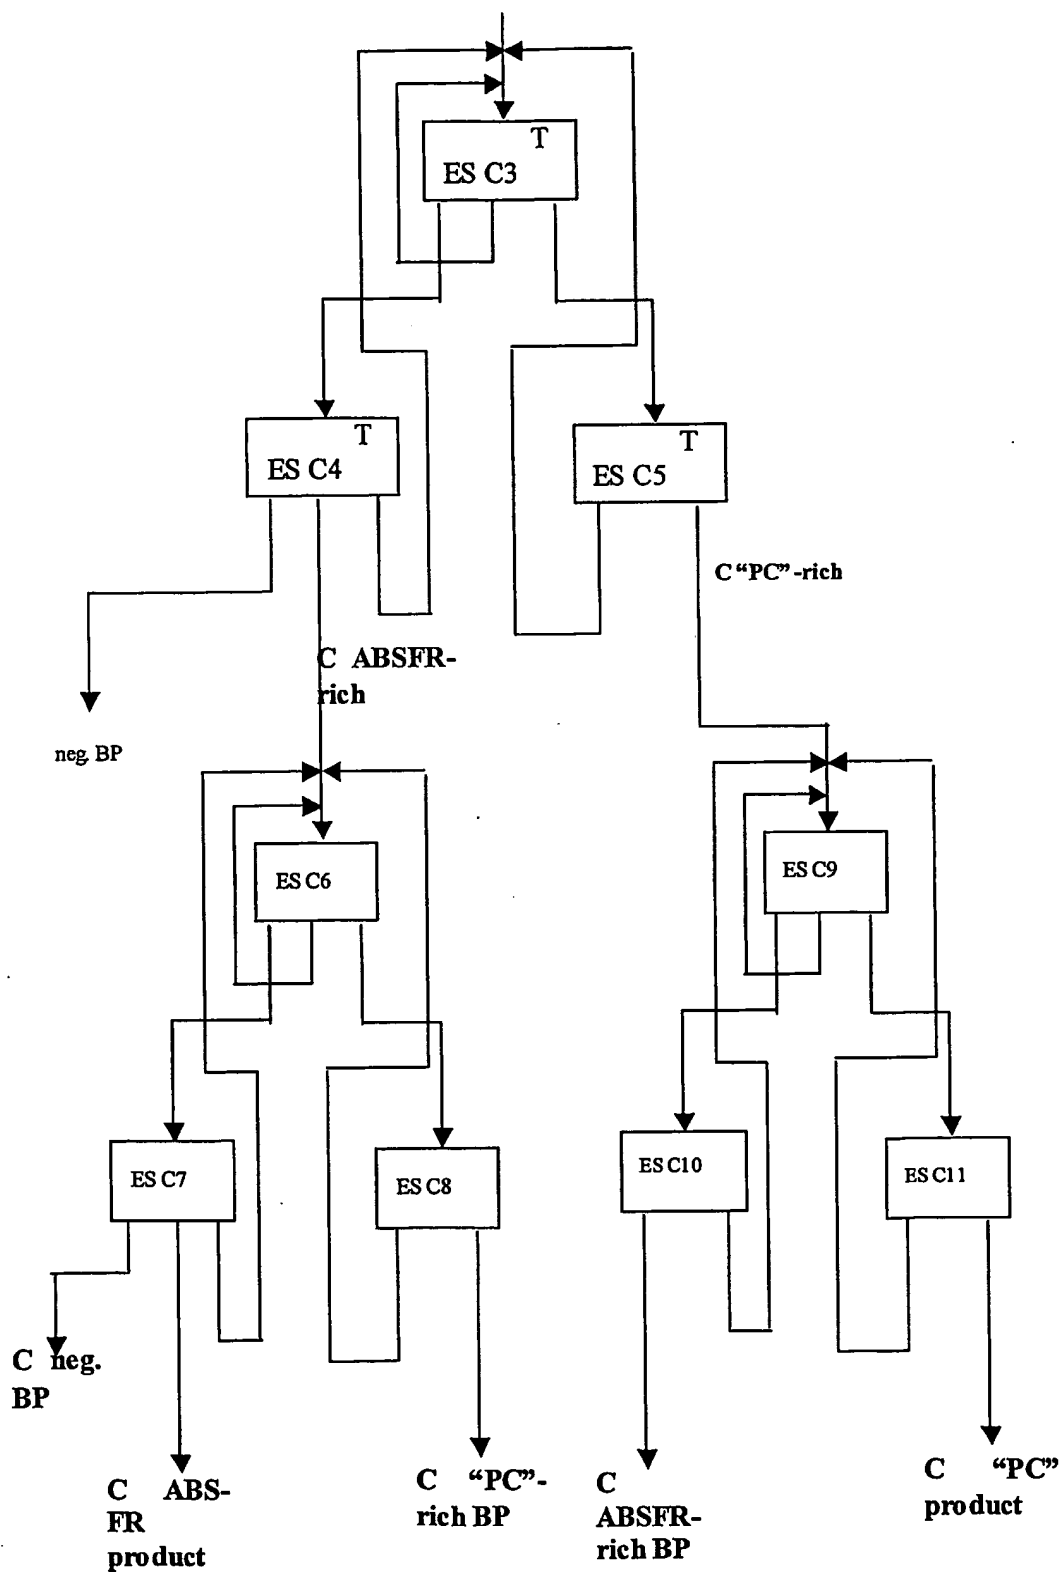 T
ES C3
T
ES C4
T
ES C5
C “PC”-rich
C ABSFR-
rich
neg. BP
ES C6
ES C9
ES C7
ES C8
ES C10
ES C11
C neg.
BP
C ABS-
FR
product
C “PC”-
rich BP
C
ABSFR-
rich BP
C “PC”
product